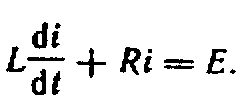 L di/dt + Ri = E.